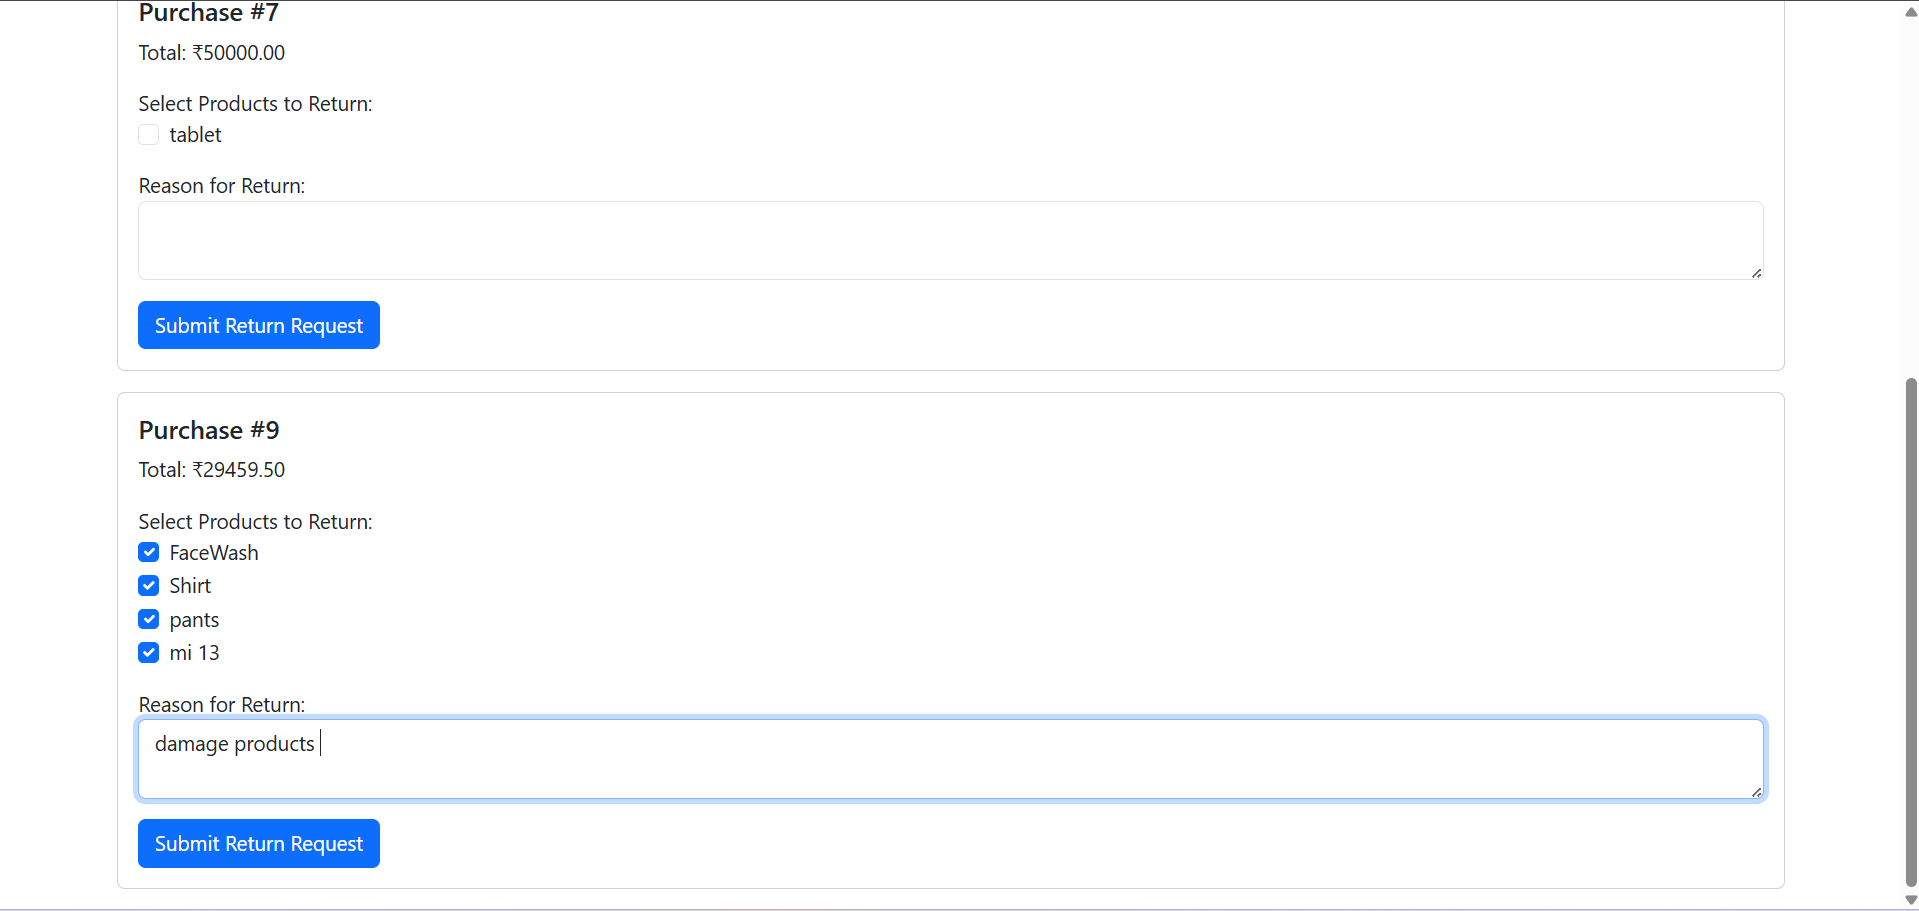 Purchase #7
Total: ₹50000.00
Select Products to Return:
tablet
Reason for Return:
Submit Return Request
Purchase #9
Total: ₹29459.50
Select Products to Return:
FaceWash
Shirt
pants
mi 13
Reason for Return:
damage products
Submit Return Request